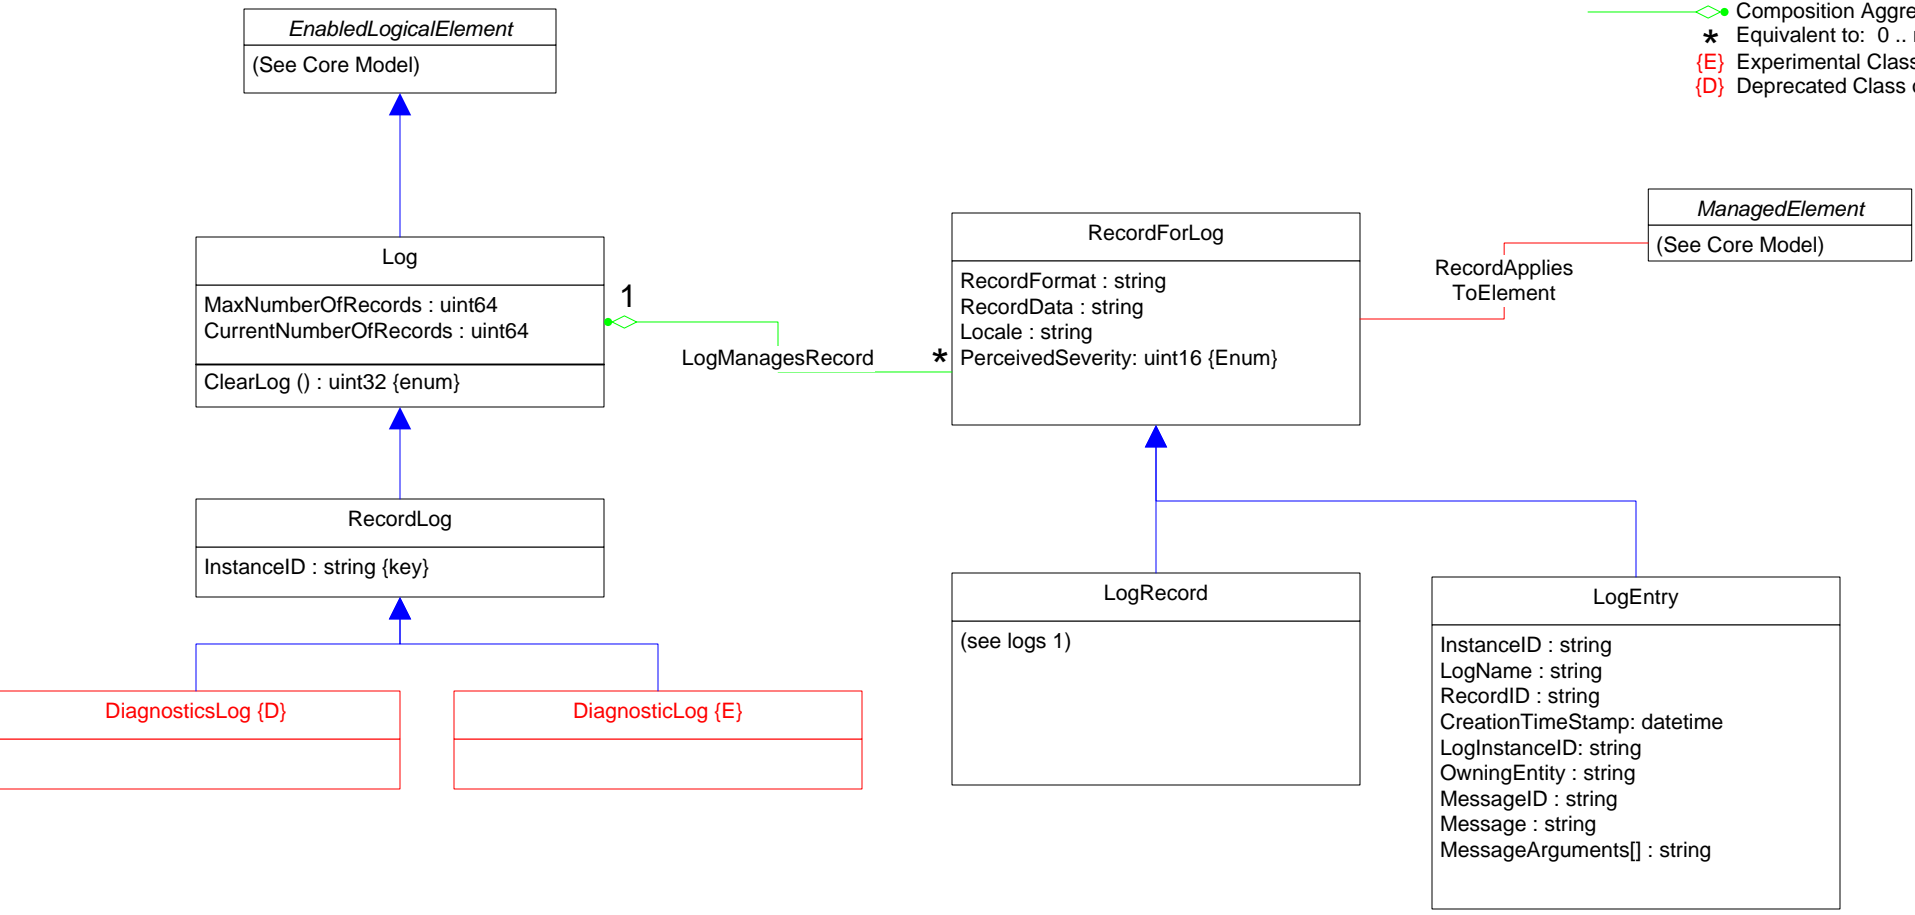 EnabledLogicalElement
(See Core Model)
Composition Aggre
* Equivalent to: 0 ..
{E} Experimental Class
{D} Deprecated Class
ManagedElement
(See Core Model)
Log
MaxNumberOfRecords : uint64
CurrentNumberOfRecords : uint64
ClearLog () : uint32 {enum}
1
LogManagesRecord
*
RecordForLog
RecordFormat : string
RecordData : string
Locale : string
PerceivedSeverity: uint16 {Enum}
RecordApplies
ToElement
RecordLog
InstanceID : string {key}
DiagnosticsLog {D}
DiagnosticLog {E}
LogRecord
(see logs 1)
LogEntry
InstanceID : string
LogName : string
RecordID : string
CreationTimeStamp: datetime
LogInstanceID: string
OwningEntity : string
MessageID : string
Message : string
MessageArguments[] : string